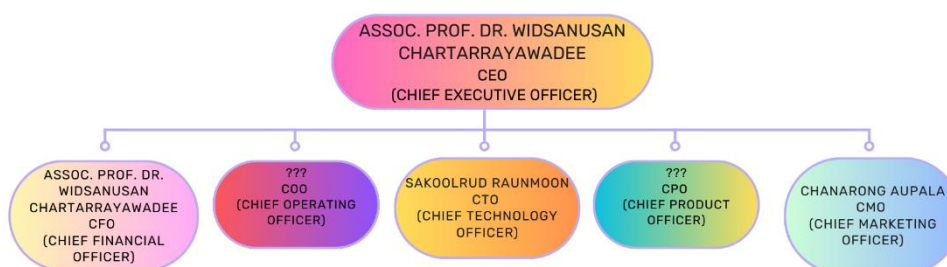 ASSOC. PROF. DR. WIDSANUSAN
CHARTARRAYAWADEE
CEO
(CHIEF EXECUTIVE OFFICER)
ASSOC. PROF. DR.
WIDSANUSAN
CHARTARRAYAWADEE
CFO
(CHIEF FINANCIAL
OFFICER)
???
COO
(CHIEF OPERATING
OFFICER)
SAKOOLRUD RAUNMOON
CTO
(CHIEF TECHNOLOGY
OFFICER)
???
CPO
(CHIEF PRODUCT
OFFICER)
CHANARONG AUPALA
CMO
(CHIEF MARKETING
OFFICER)